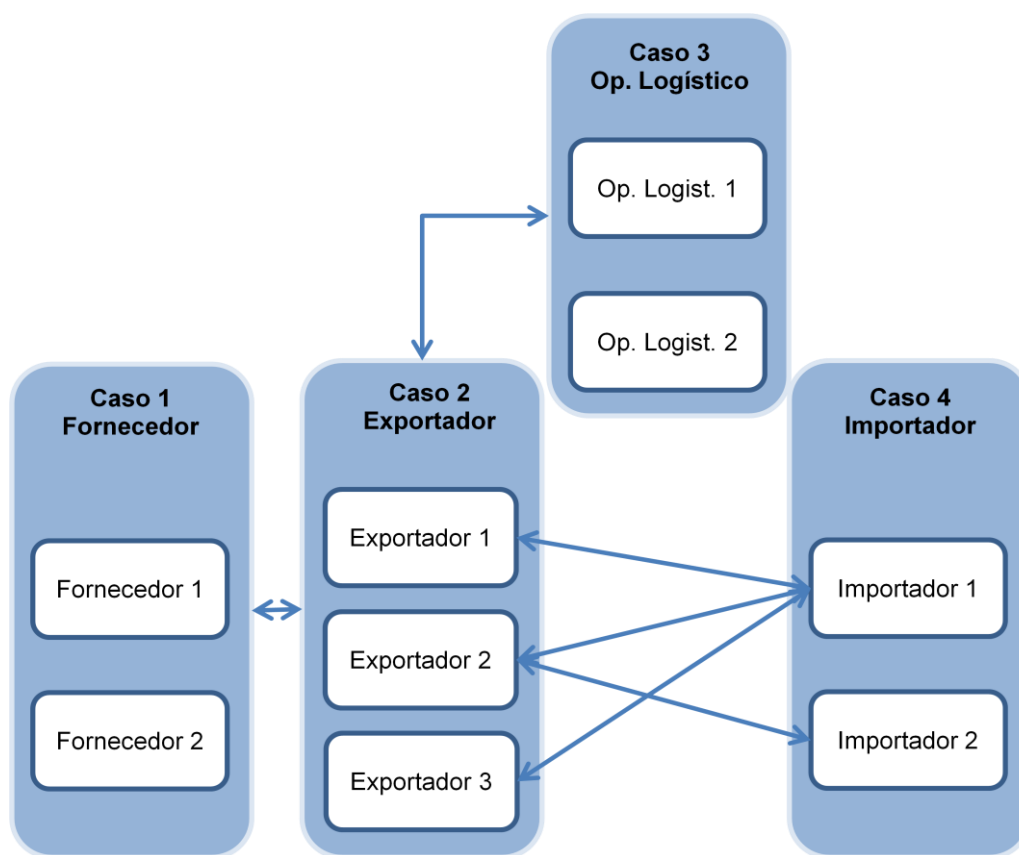 Caso 3
Op. Logístico
Op. Logist. 1
Op. Logist. 2
Caso 1
Fornecedor
Fornecedor 1
Fornecedor 2
Caso 2
Exportador
Exportador 1
Exportador 2
Exportador 3
Caso 4
Importador
Importador 1
Importador 2